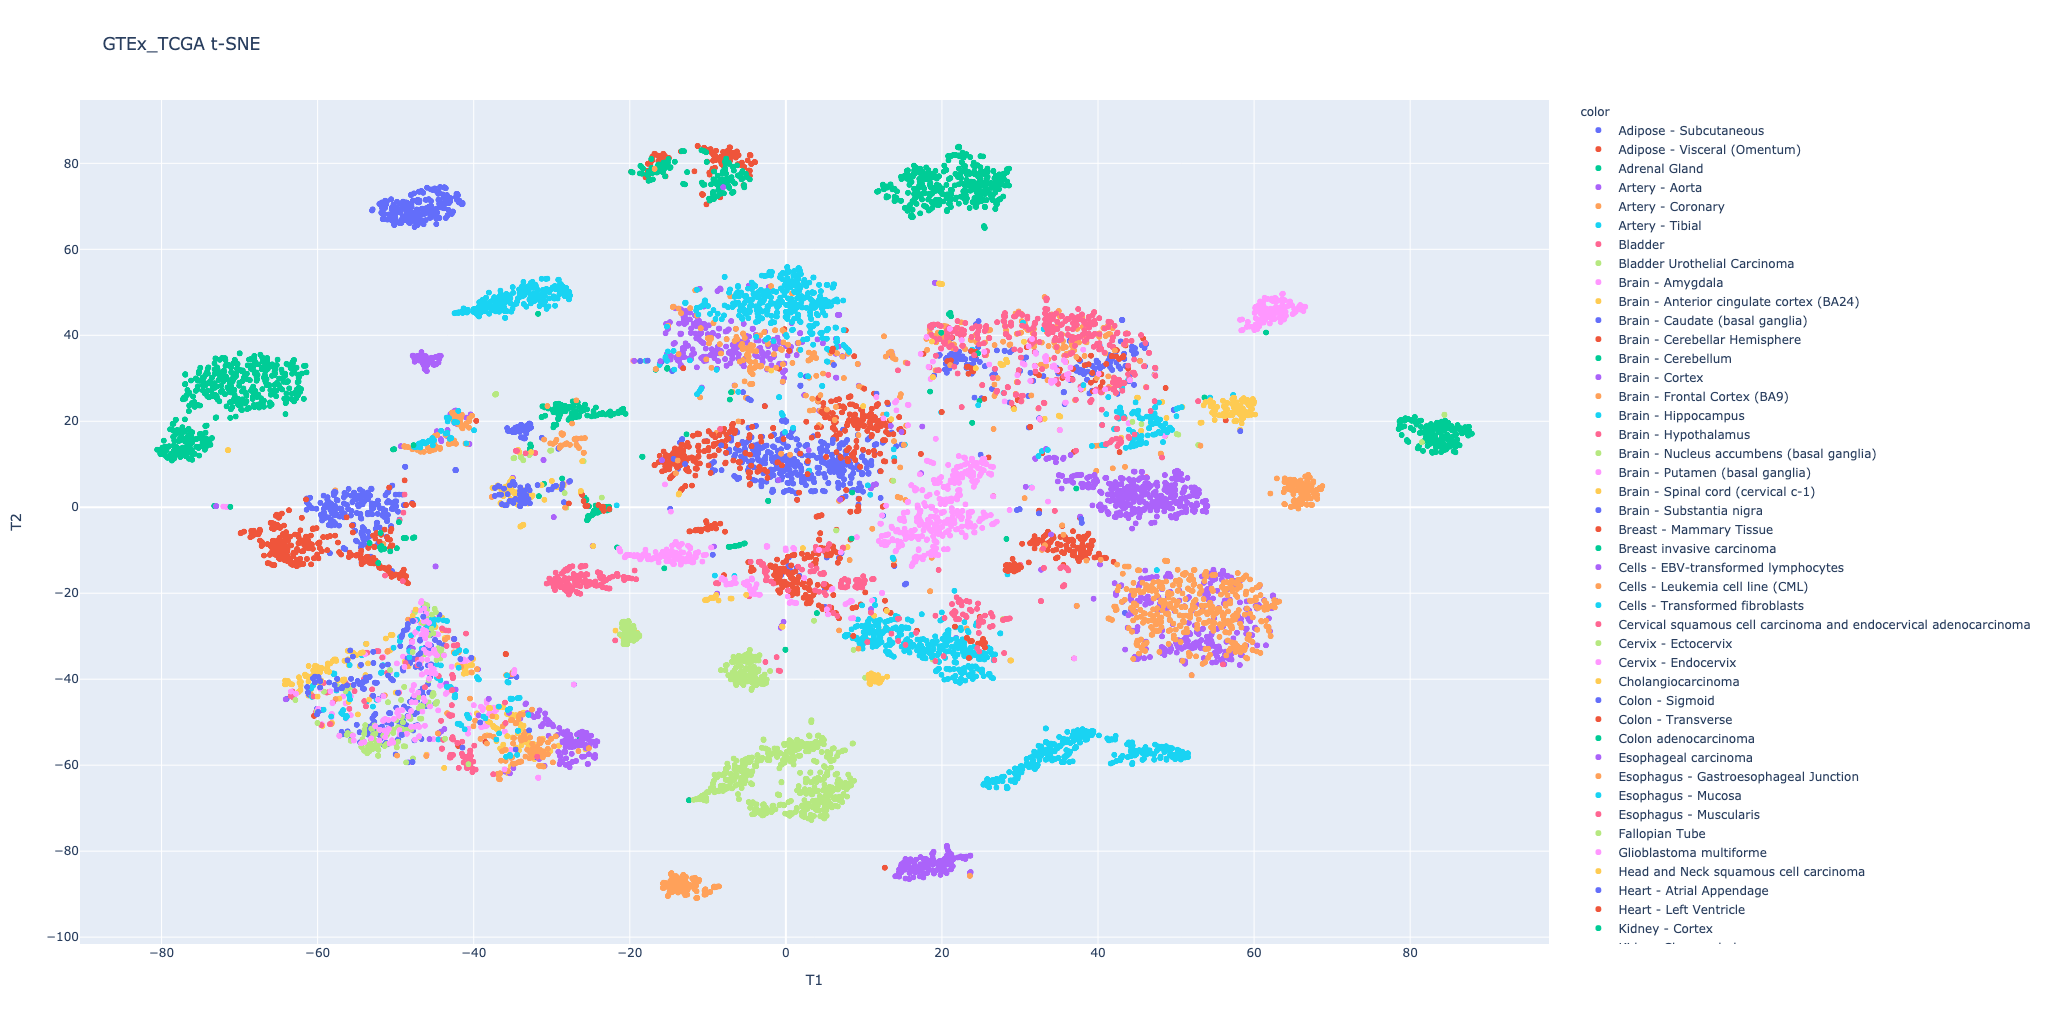 GTEx_TCGA t-SNE
80
60
40
20
0
−20
−40
−60
−80
−100
T2
−80
−60
−40
−20
0
20
40
60
80
T1
color
Adipose - Subcutaneous
Adipose - Visceral (Omentum)
Adrenal Gland
Artery - Aorta
Artery - Coronary
Artery - Tibial
Bladder
Bladder Urothelial Carcinoma
Brain - Amygdala
Brain - Anterior cingulate cortex (BA24)
Brain - Caudate (basal ganglia)
Brain - Cerebellar Hemisphere
Brain - Cerebellum
Brain - Cortex
Brain - Frontal Cortex (BA9)
Brain - Hippocampus
Brain - Hypothalamus
Brain - Nucleus accumbens (basal ganglia)
Brain - Putamen (basal ganglia)
Brain - Spinal cord (cervical c-1)
Brain - Substantia nigra
Breast - Mammary Tissue
Breast invasive carcinoma
Cells - EBV-transformed lymphocytes
Cells - Leukemia cell line (CML)
Cells - Transformed fibroblasts
Cervical squamous cell carcinoma and endocervical adenocarcinoma
Cervix - Ectocervix
Cervix - Endocervix
Cholangiocarcinoma
Colon - Sigmoid
Colon - Transverse
Colon adenocarcinoma
Esophageal carcinoma
Esophagus - Gastroesophageal Junction
Esophagus - Mucosa
Esophagus - Muscularis
Fallopian Tube
Glioblastoma multiforme
Head and Neck squamous cell carcinoma
Heart - Atrial Appendage
Heart - Left Ventricle
Kidney - Cortex